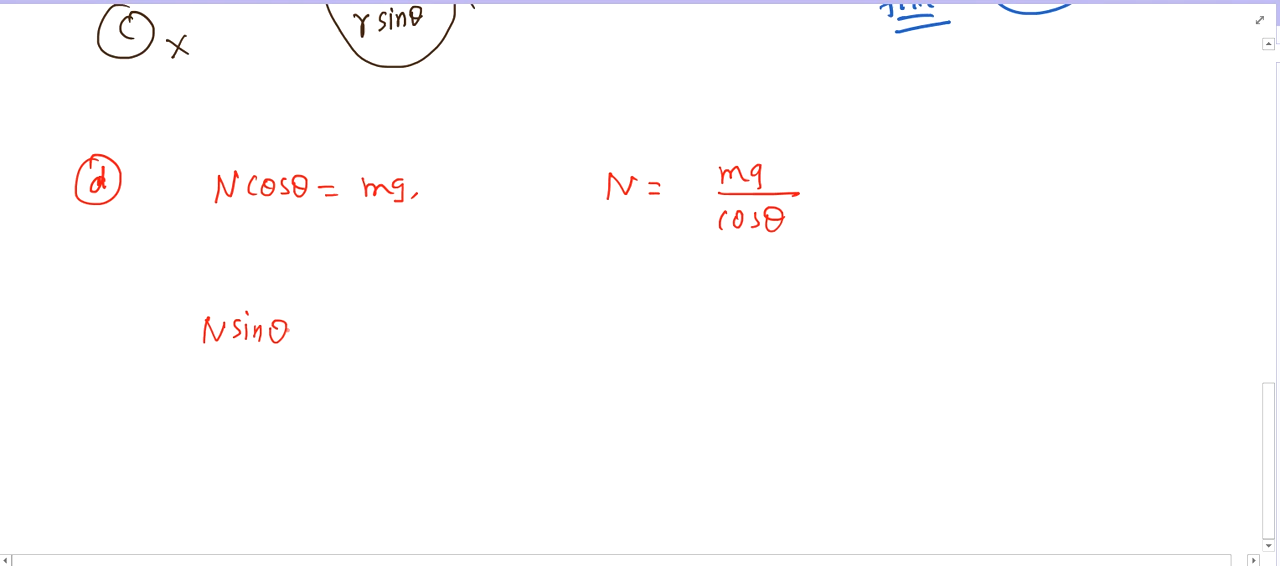 C × r sinθ
d N cosθ = mg, N = mg / cosθ
N sinθ